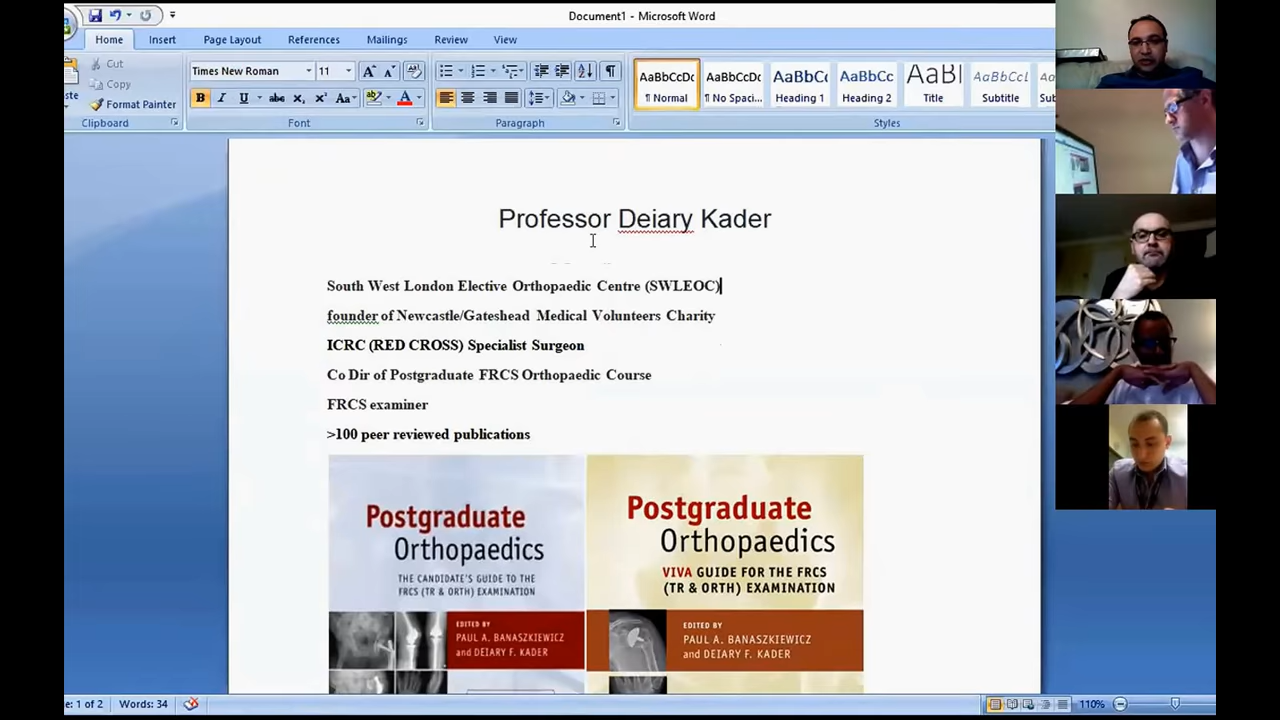 Document1 - Microsoft Word
Home Insert Page Layout References Mailings Review View
Cut
Copy
Format Painter
Clipboard
Times New Roman 11
Font
Paragraph
AaBbCcDc AaBbCcDc AaBbC AaBbCc AaBl AaBbCcL
¶ Normal ¶ No Spaci... Heading 1 Heading 2 Title Subtitle
Styles
Professor Deiary Kader
South West London Elective Orthopaedic Centre (SWLEOC)
founder of Newcastle/Gateshead Medical Volunteers Charity
ICRC (RED CROSS) Specialist Surgeon
Co Dir of Postgraduate FRCS Orthopaedic Course
FRCS examiner
>100 peer reviewed publications
Postgraduate
Orthopaedics
THE CANDIDATE'S GUIDE TO THE
FRCS (TR & ORTH) EXAMINATION
EDITED BY
PAUL A. BANASZKIEWICZ
and DEIARY F. KADER
Postgraduate
Orthopaedics
VIVA GUIDE FOR THE FRCS
(TR & ORTH) EXAMINATION
EDITED BY
PAUL A. BANASZKIEWICZ
and DEIARY F. KADER
1 of 2 Words: 34 110%